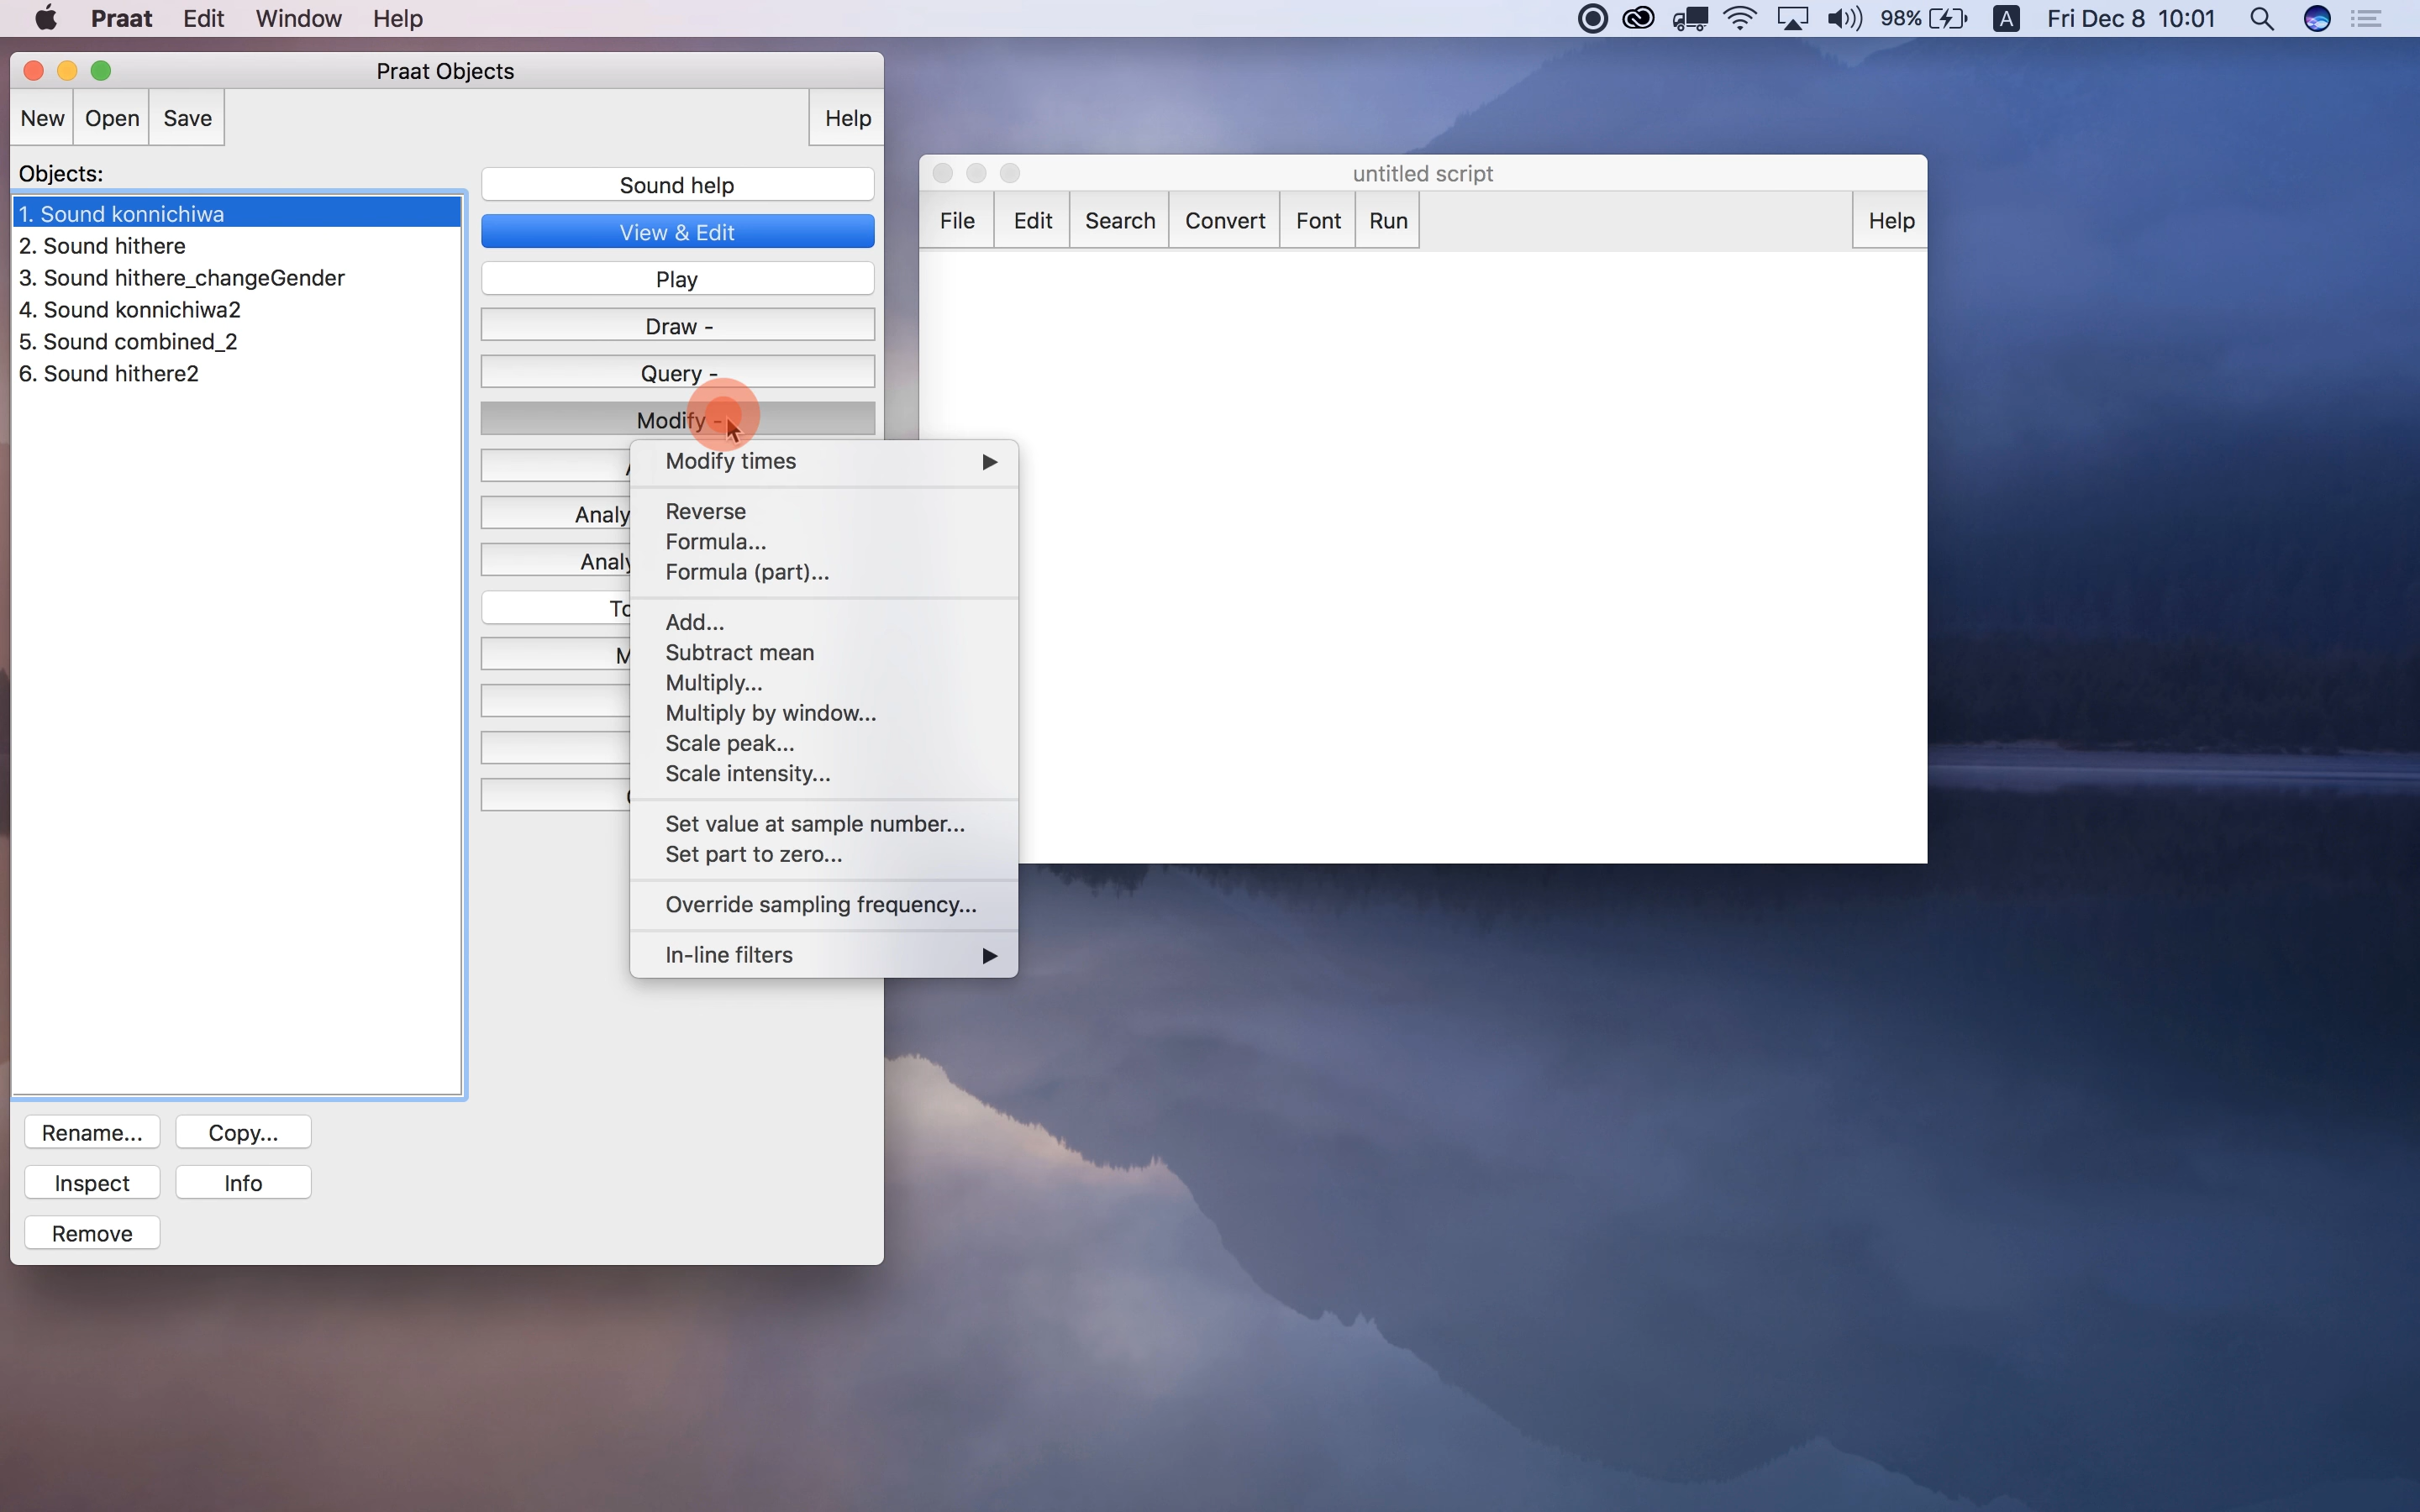 Praat Edit Window Help 98% A Fri Dec 8 10:01
Praat Objects
New Open Save Help
Objects:
1. Sound konnichiwa
2. Sound hithere
3. Sound hithere_changeGender
4. Sound konnichiwa2
5. Sound combined_2
6. Sound hithere2
Sound help
View & Edit
Play
Draw -
Query -
Modify -
Analy
Analy
To
M
Modify times
Reverse
Formula...
Formula (part)...
Add...
Subtract mean
Multiply...
Multiply by window...
Scale peak...
Scale intensity...
Set value at sample number...
Set part to zero...
Override sampling frequency...
In-line filters
Rename... Copy...
Inspect Info
Remove
untitled script
File Edit Search Convert Font Run Help